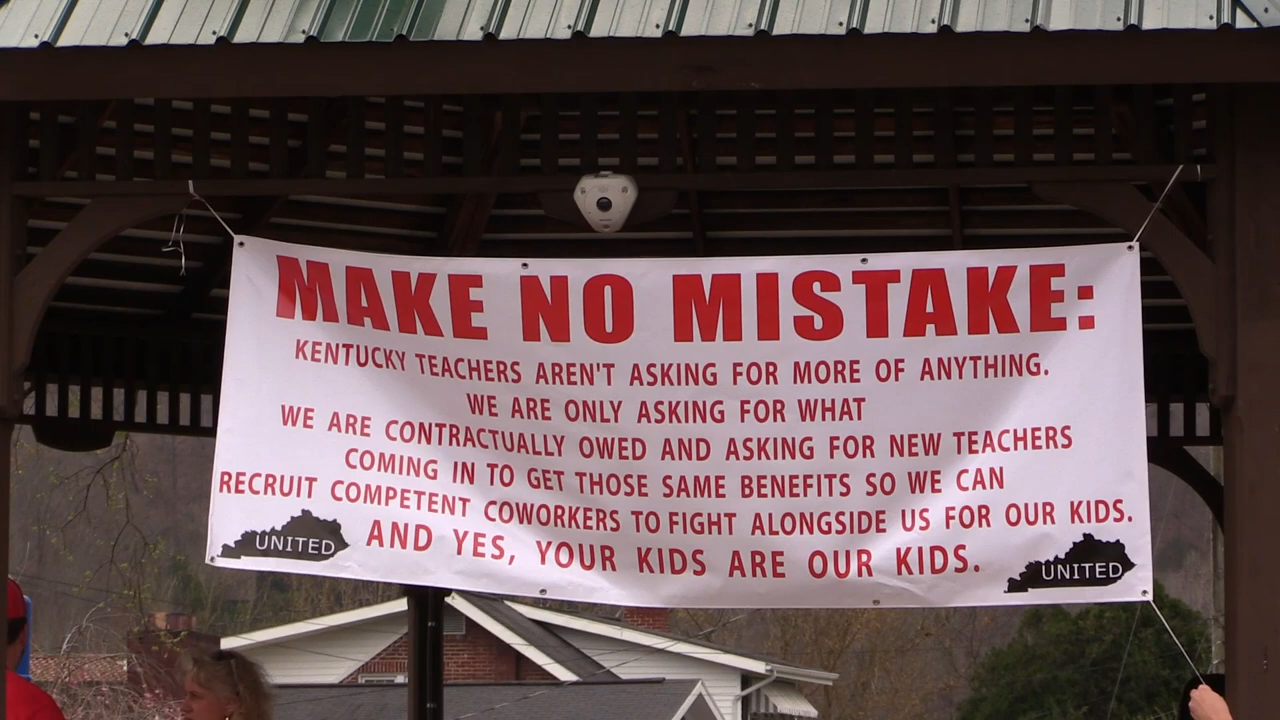 MAKE NO MISTAKE:
KENTUCKY TEACHERS AREN'T ASKING FOR MORE OF ANYTHING.
WE ARE ONLY ASKING FOR WHAT
WE ARE CONTRACTUALLY OWED AND ASKING FOR NEW TEACHERS
COMING IN TO GET THOSE SAME BENEFITS SO WE CAN
RECRUIT COMPETENT COWORKERS TO FIGHT ALONGSIDE US FOR OUR KIDS.
AND YES, YOUR KIDS ARE OUR KIDS.
UNITED
UNITED